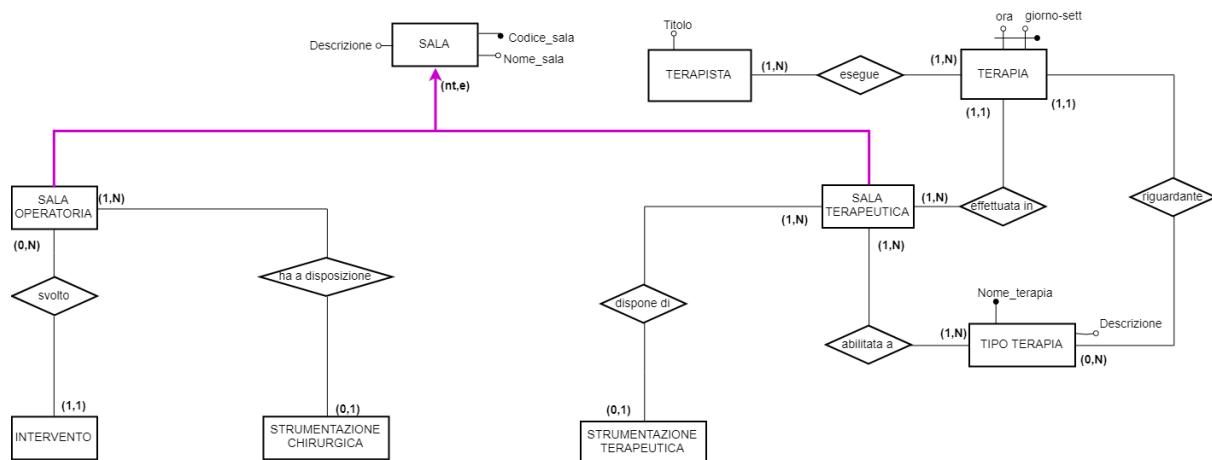 ora
giorno-sett
Titolo
Descrizione
SALA
Codice_sala
Nome_sala
(nt,e)
TERAPISTA
(1,N)
esegue
(1,N)
TERAPIA
(1,1)
(1,1)
SALA
OPERATORIA
(1,N)
(0,N)
SALA
TERAPEUTICA
(1,N)
(1,N)
(1,N)
effettuata in
riguardante
svolto
ha a disposizione
dispone di
abilitata a
Nome_terapia
Descrizione
(1,N)
TIPO TERAPIA
(0,N)
(1,1)
INTERVENTO
(0,1)
STRUMENTAZIONE
CHIRURGICA
(0,1)
STRUMENTAZIONE
TERAPEUTICA